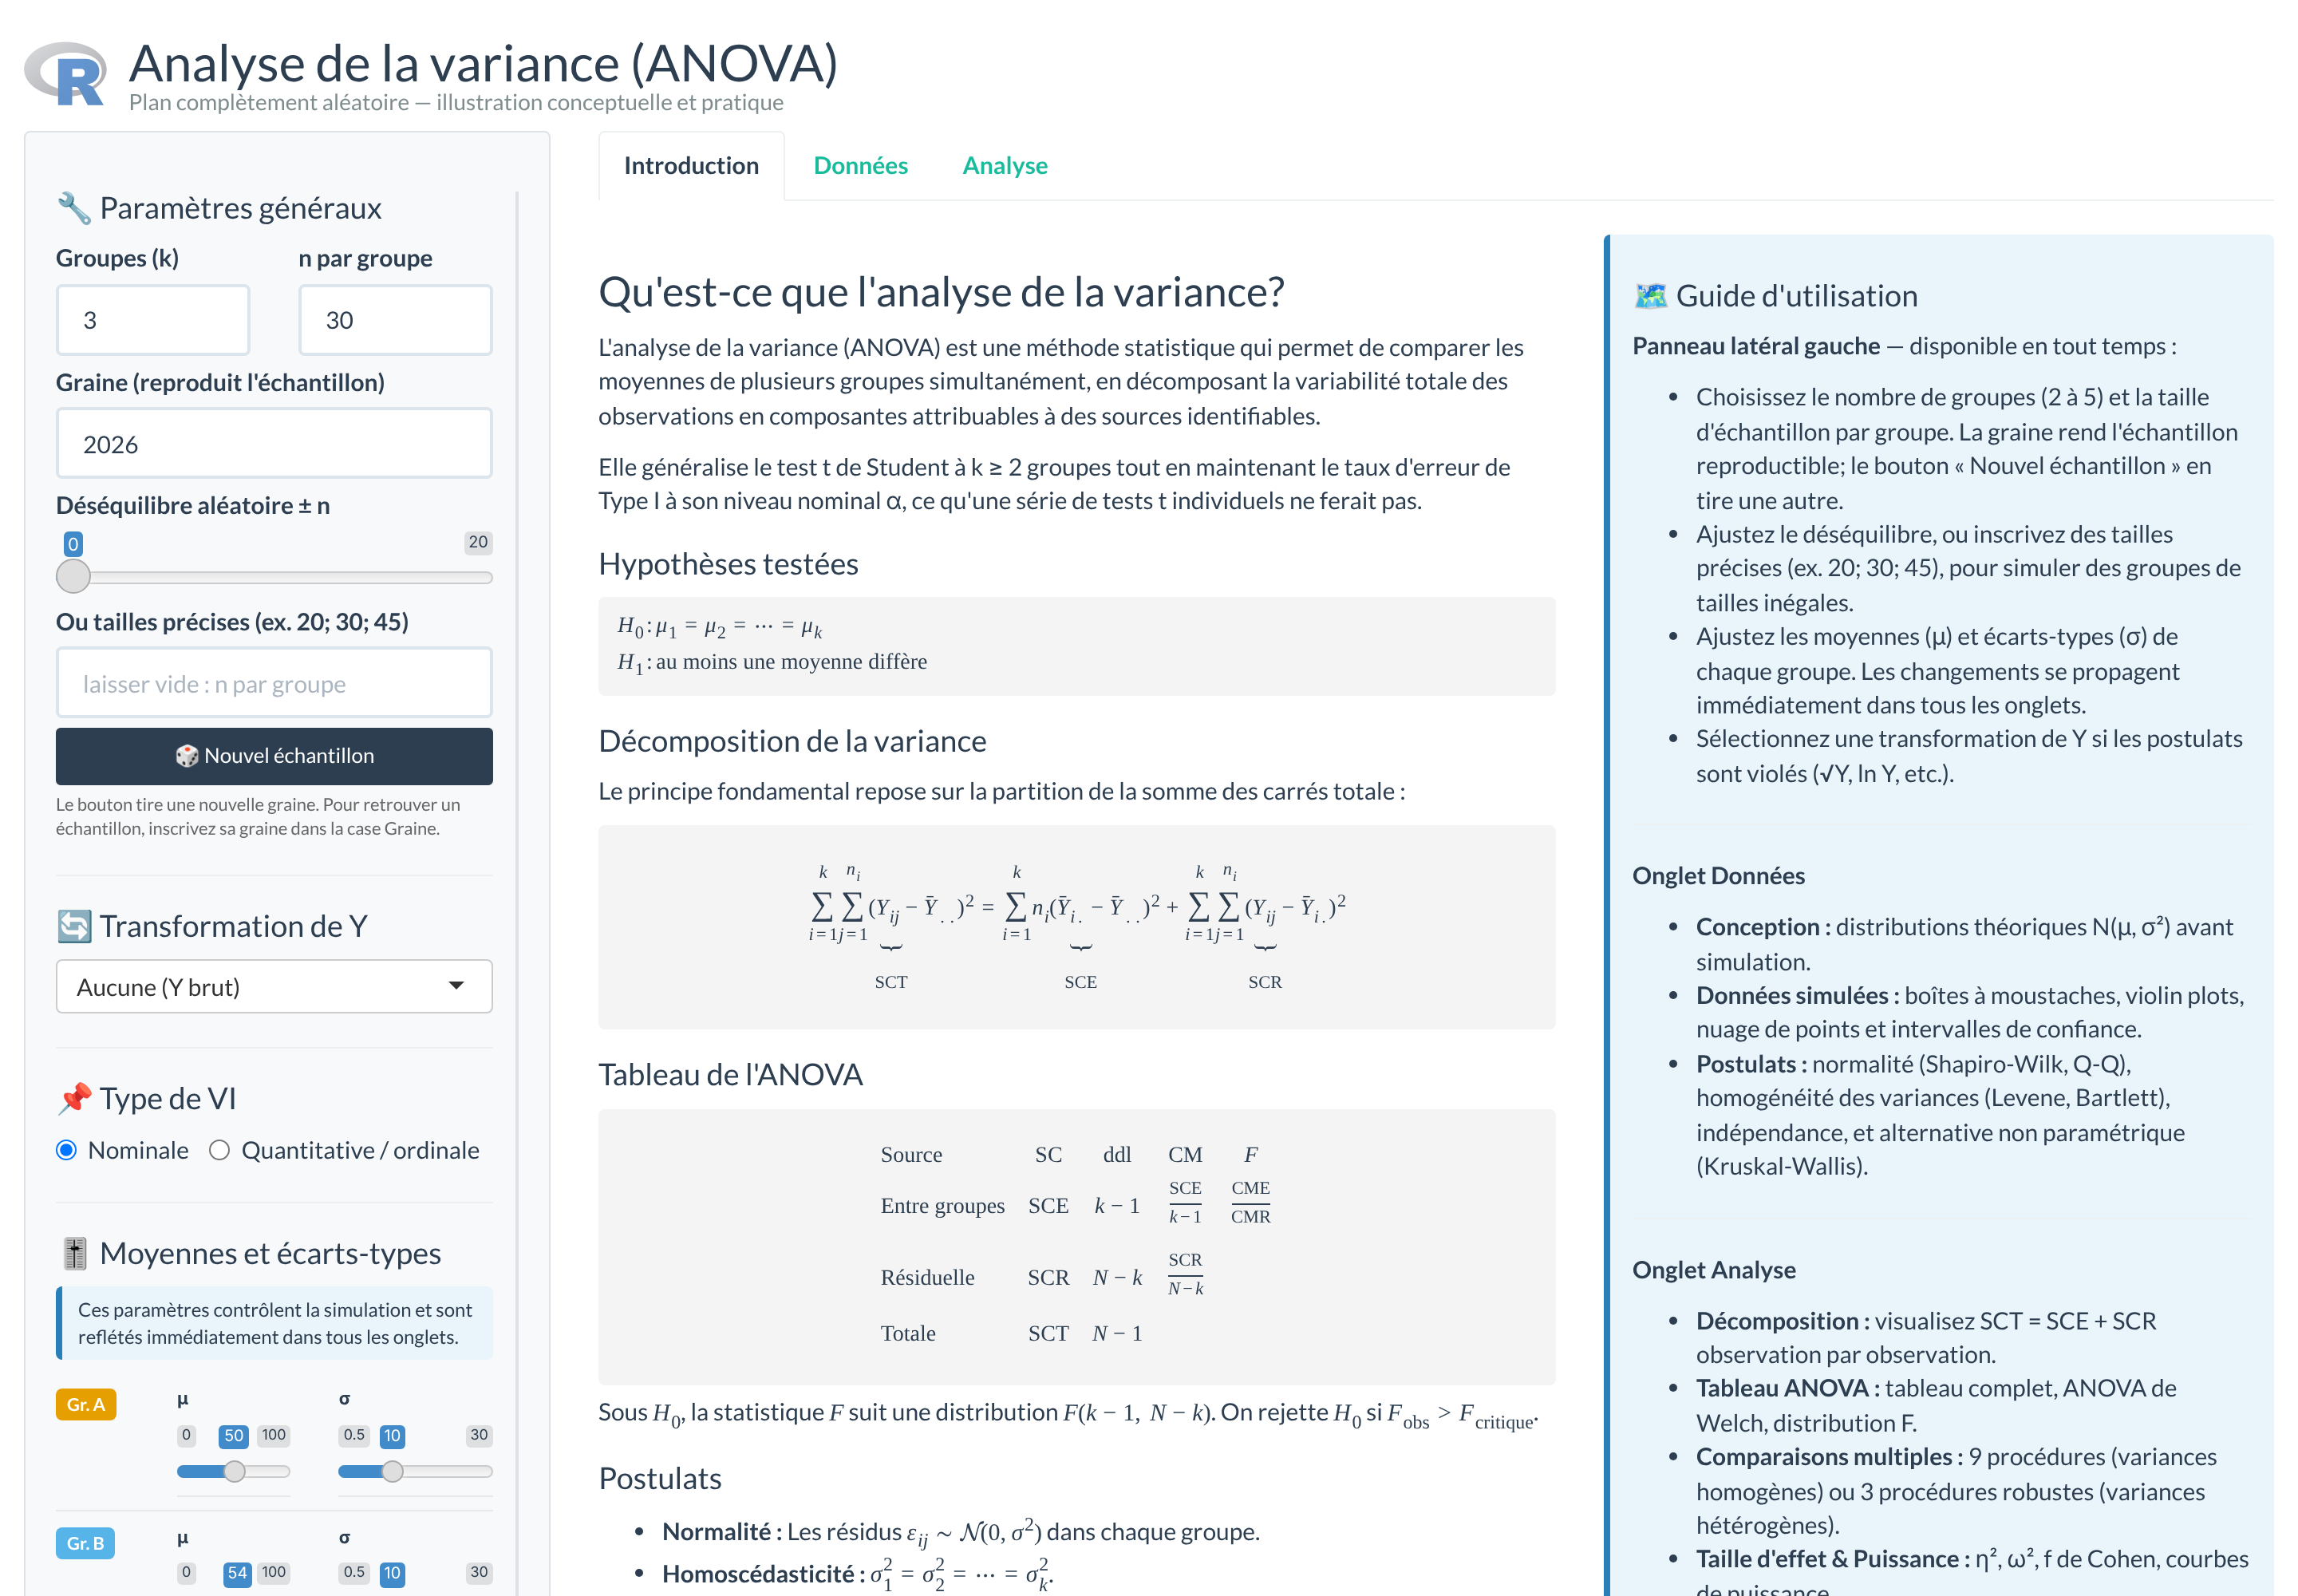 R
Analyse de la variance (ANOVA)
Plan complètement aléatoire — illustration conceptuelle et pratique
🔧 Paramètres généraux
Groupes (k) n par groupe
3 30
Graine (reproduit l'échantillon)
2026
Déséquilibre aléatoire ± n
0 20
Ou tailles précises (ex. 20; 30; 45)
laisser vide : n par groupe
🎲 Nouvel échantillon
Le bouton tire une nouvelle graine. Pour retrouver un
échantillon, inscrivez sa graine dans la case Graine.
🔄 Transformation de Y
Aucune (Y brut)
📌 Type de VI
Nominale Quantitative / ordinale
🎚️ Moyennes et écarts-types
Ces paramètres contrôlent la simulation et sont
reflétés immédiatement dans tous les onglets.
Gr. A μ σ
0 50 100 0.5 10 30
Gr. B μ σ
0 54 100 0.5 10 30
Introduction Données Analyse
Qu'est-ce que l'analyse de la variance?
L'analyse de la variance (ANOVA) est une méthode statistique qui permet de comparer les
moyennes de plusieurs groupes simultanément, en décomposant la variabilité totale des
observations en composantes attribuables à des sources identifiables.
Elle généralise le test t de Student à k ≥ 2 groupes tout en maintenant le taux d'erreur de
Type I à son niveau nominal α, ce qu'une série de tests t individuels ne ferait pas.
Hypothèses testées
H₀ : μ₁ = μ₂ = ⋯ = μₖ
H₁ : au moins une moyenne diffère
Décomposition de la variance
Le principe fondamental repose sur la partition de la somme des carrés totale :
k nᵢ k k nᵢ
∑ ∑ (Yᵢⱼ − Ȳ. .)² = ∑ nᵢ(Ȳᵢ. − Ȳ. .)² + ∑ ∑ (Yᵢⱼ − Ȳᵢ.)²
i=1 j=1 i=1 i=1 j=1
SCT SCE SCR
Tableau de l'ANOVA
Source SC ddl CM F
Entre groupes SCE k − 1 SCE/k−1 CME/CMR
Résiduelle SCR N − k SCR/N−k
Totale SCT N − 1
Sous H₀, la statistique F suit une distribution F(k − 1, N − k). On rejette H₀ si F_obs > F_critique.
Postulats
• Normalité : Les résidus εᵢⱼ ∼ 𝒩(0, σ²) dans chaque groupe.
• Homoscédasticité : σ₁² = σ₂² = ⋯ = σₖ².
🗺️ Guide d'utilisation
Panneau latéral gauche — disponible en tout temps :
• Choisissez le nombre de groupes (2 à 5) et la taille
d'échantillon par groupe. La graine rend l'échantillon
reproductible; le bouton « Nouvel échantillon » en
tire une autre.
• Ajustez le déséquilibre, ou inscrivez des tailles
précises (ex. 20; 30; 45), pour simuler des groupes de
tailles inégales.
• Ajustez les moyennes (μ) et écarts-types (σ) de
chaque groupe. Les changements se propagent
immédiatement dans tous les onglets.
• Sélectionnez une transformation de Y si les postulats
sont violés (√Y, ln Y, etc.).
Onglet Données
• Conception : distributions théoriques N(μ, σ²) avant
simulation.
• Données simulées : boîtes à moustaches, violin plots,
nuage de points et intervalles de confiance.
• Postulats : normalité (Shapiro-Wilk, Q-Q),
homogénéité des variances (Levene, Bartlett),
indépendance, et alternative non paramétrique
(Kruskal-Wallis).
Onglet Analyse
• Décomposition : visualisez SCT = SCE + SCR
observation par observation.
• Tableau ANOVA : tableau complet, ANOVA de
Welch, distribution F.
• Comparaisons multiples : 9 procédures (variances
homogènes) ou 3 procédures robustes (variances
hétérogènes).
• Taille d'effet & Puissance : η², ω², f de Cohen, courbes
de puissance